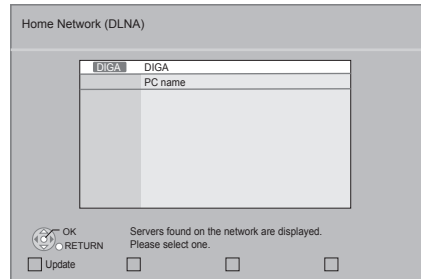 Home Network (DLNA)
DIGA DIGA
PC name
OK
RETURN
Servers found on the network are displayed.
Please select one.
Update